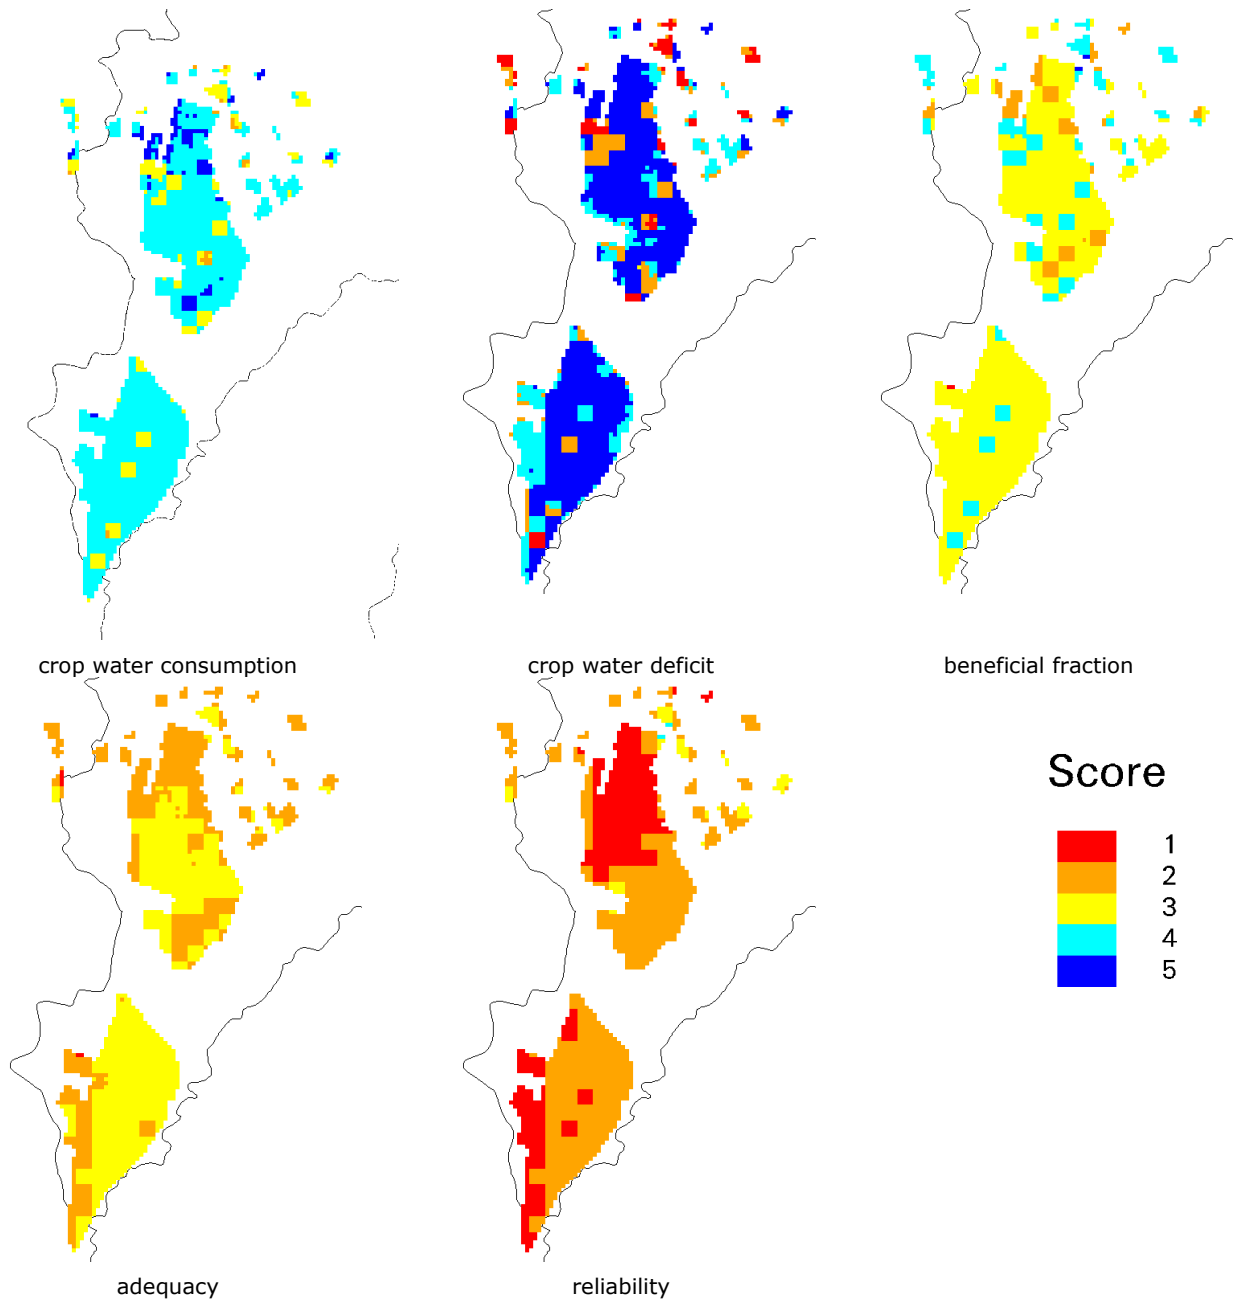 crop water consumption
crop water deficit
beneficial fraction
Score
1
2
3
4
5
adequacy
reliability